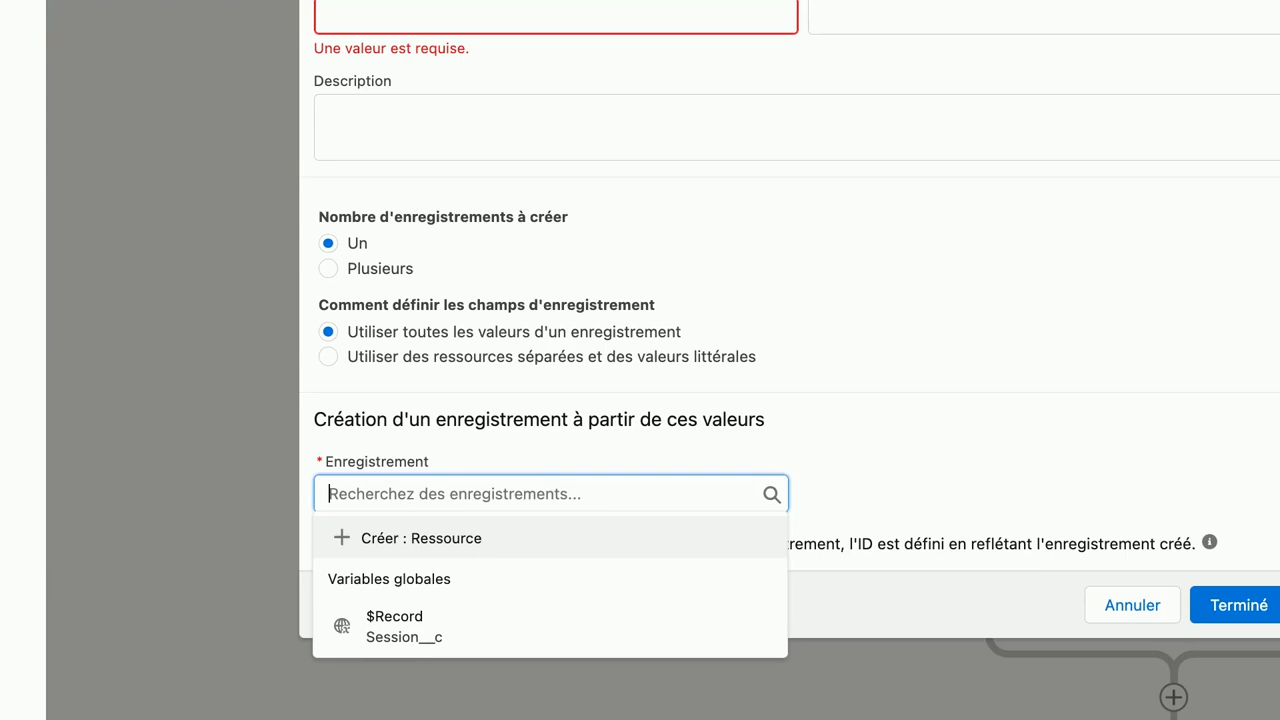 Une valeur est requise.
Description
Nombre d'enregistrements à créer
Un
Plusieurs
Comment définir les champs d'enregistrement
Utiliser toutes les valeurs d'un enregistrement
Utiliser des ressources séparées et des valeurs littérales
Création d'un enregistrement à partir de ces valeurs
* Enregistrement
Recherchez des enregistrements...
Créer : Ressource
trement, l'ID est défini en reflétant l'enregistrement créé.
Variables globales
$Record
Session__c
Annuler
Terminé